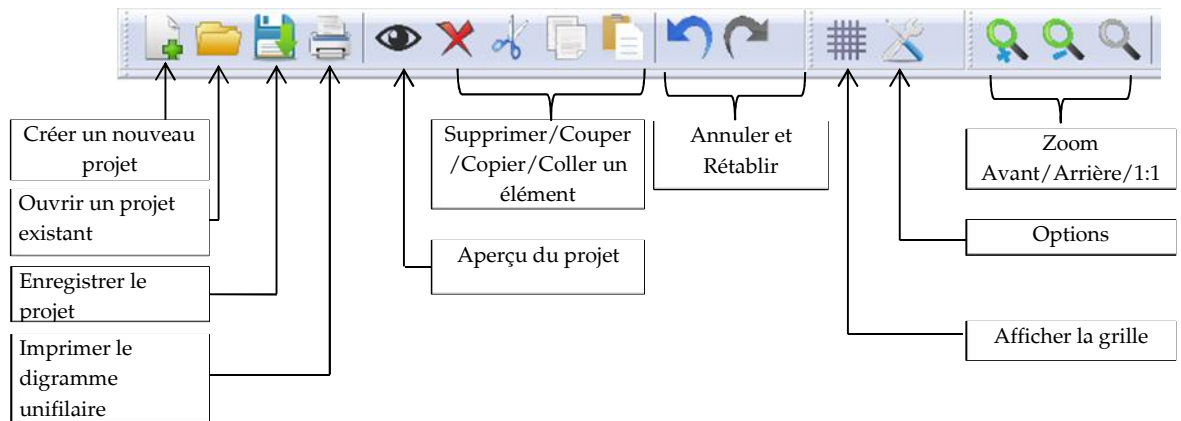 Créer un nouveau
projet
Ouvrir un projet
existant
Enregistrer le
projet
Imprimer le
digramme
unifilaire
Supprimer/Couper
/Copier/Coller un
élément
Aperçu du projet
Annuler et
Rétablir
Zoom
Avant/Arrière/1:1
Options
Afficher la grille